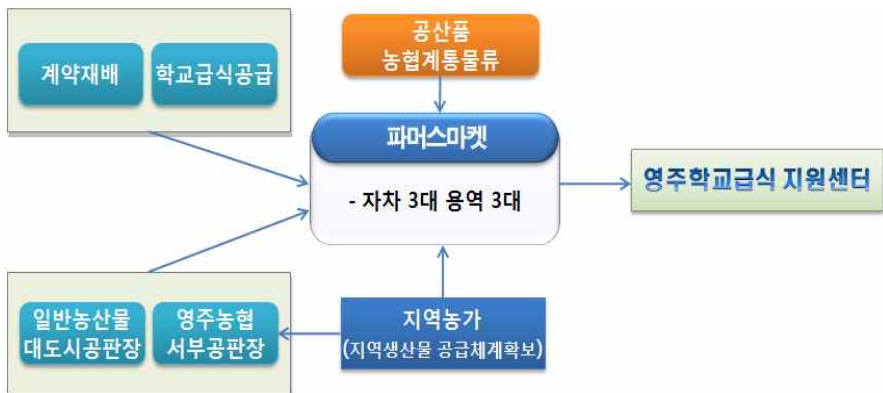 계약재배
학교급식공급
공산품
농협계통물류
파머스마켓
- 자차 3대 용역 3대
영주학교급식 지원센터
일반농산물
대도시공판장
영주농협
서부공판장
지역농가
(지역생산물 공급체계확보)